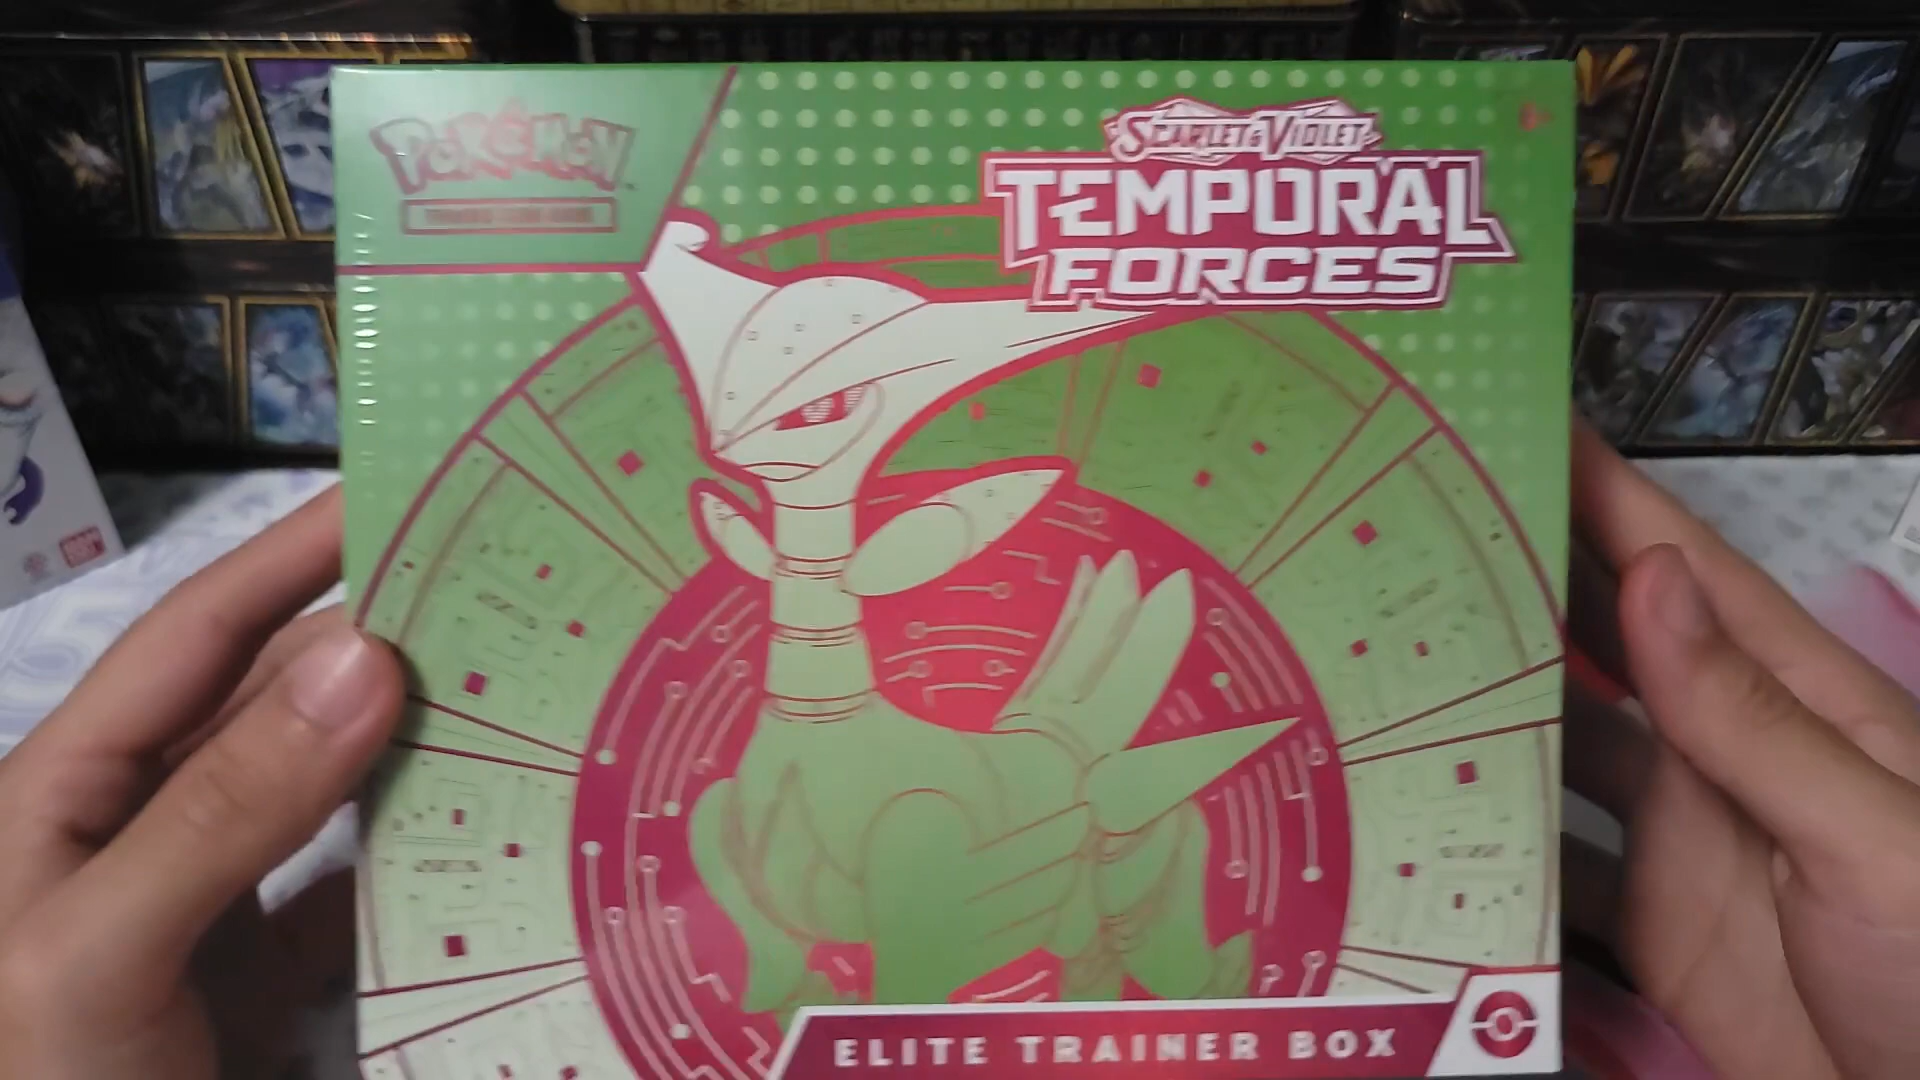 POKéMON
SCARLET & VIOLET
TEMPORAL
FORCES
ELITE TRAINER BOX